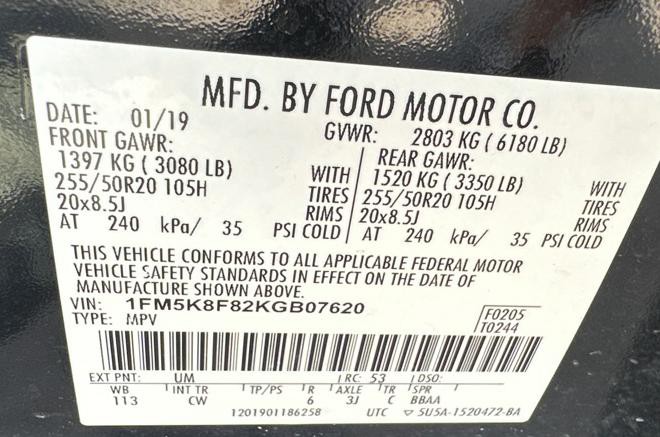 MFD. BY FORD MOTOR CO.
DATE: 01/19 GVWR: 2803 KG ( 6180 LB)
FRONT GAWR: REAR GAWR:
1397 KG ( 3080 LB) WITH 1520 KG ( 3350 LB) WITH
255/50R20 105H TIRES 255/50R20 105H TIRES
20x8.5J RIMS 20x8.5J RIMS
AT 240 kPa/ 35 PSI COLD AT 240 kPa/ 35 PSI COLD
THIS VEHICLE CONFORMS TO ALL APPLICABLE FEDERAL MOTOR
VEHICLE SAFETY STANDARDS IN EFFECT ON THE DATE OF
MANUFACTURE SHOWN ABOVE.
VIN: 1FM5K8F82KGB07620 F0205
TYPE: MPV T0244
EXT PNT: UM RC: 53 DSO:
WB INT TR TP/PS R AXLE TR SPR
113 CW 6 3J C BBAA
1201901186258 UTC ▽ 5U5A-1520472-BA